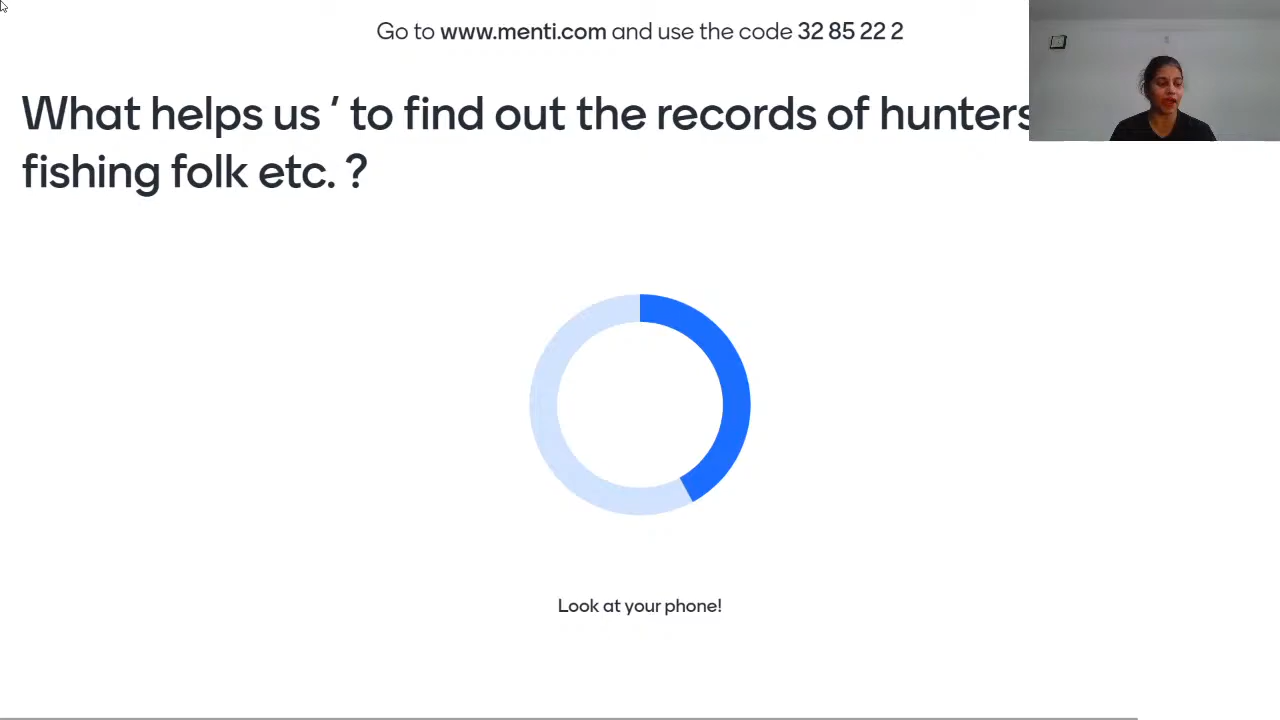 Go to www.menti.com and use the code 32 85 22 2
What helps us ‘ to find out the records of hunters
fishing folk etc. ?
Look at your phone!